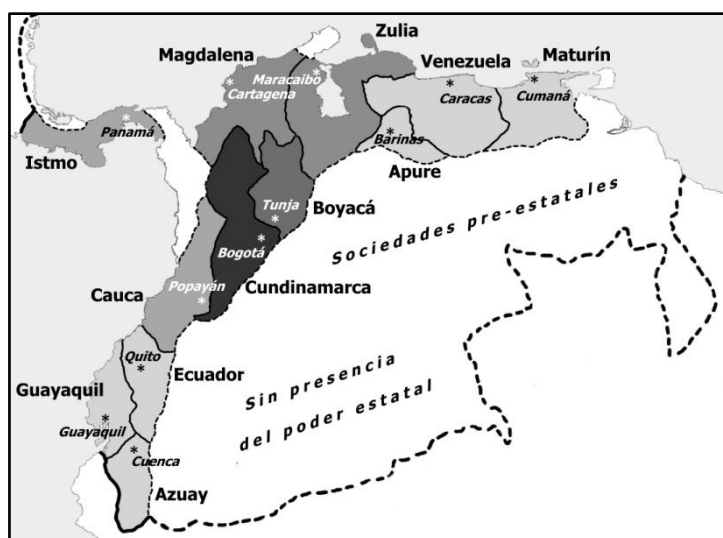 Zulia
Magdalena
Venezuela
Maturín
Maracaibo
Cartagena
Caracas
Cumaná
Panamá
Barinas
Istmo
Apure
Tunja
Boyacá
Sociedades pre-estatales
Bogotá
Popayán
Cundinamarca
Cauca
Quito
Ecuador
Guayaquil
Sin presencia
del poder estatal
Guayaquil
Cuenca
Azuay